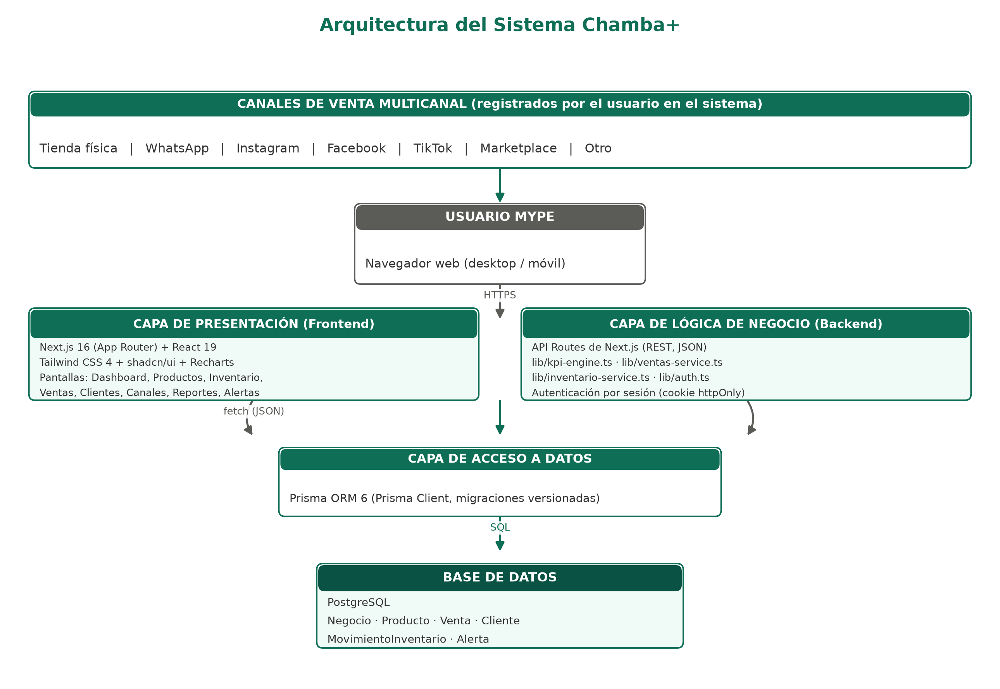 Arquitectura del Sistema Chamba+
CANALES DE VENTA MULTICANAL (registrados por el usuario en el sistema)
Tienda física | WhatsApp | Instagram | Facebook | TikTok | Marketplace | Otro
USUARIO MYPE
Navegador web (desktop / móvil)
HTTPS
CAPA DE PRESENTACIÓN (Frontend)
Next.js 16 (App Router) + React 19
Tailwind CSS 4 + shadcn/ui + Recharts
Pantallas: Dashboard, Productos, Inventario,
Ventas, Clientes, Canales, Reportes, Alertas
CAPA DE LÓGICA DE NEGOCIO (Backend)
API Routes de Next.js (REST, JSON)
lib/kpi-engine.ts · lib/ventas-service.ts
lib/inventario-service.ts · lib/auth.ts
Autenticación por sesión (cookie httpOnly)
fetch (JSON)
CAPA DE ACCESO A DATOS
Prisma ORM 6 (Prisma Client, migraciones versionadas)
SQL
BASE DE DATOS
PostgreSQL
Negocio · Producto · Venta · Cliente
MovimientoInventario · Alerta